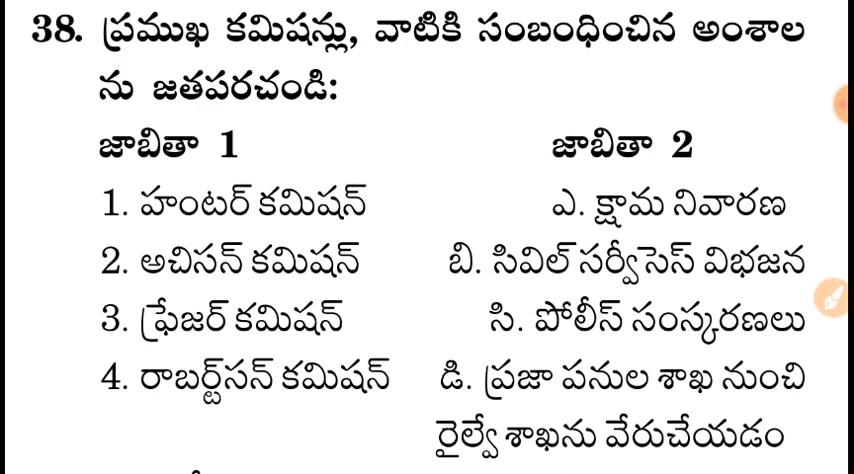 38. ప్రముఖ కమిషన్లు, వాటికి సంబంధించిన అంశాల
ను జతపరచండి:
జాబితా 1 జాబితా 2
1. హంటర్ కమిషన్ ఎ. క్షామ నివారణ
2. అచిసన్ కమిషన్ బి. సివిల్ సర్వీసెస్ విభజన
3. ఫ్రేజర్ కమిషన్ సి. పోలీస్ సంస్కరణలు
4. రాబర్ట్‌సన్ కమిషన్ డి. ప్రజా పనుల శాఖ నుంచి
రైల్వే శాఖను వేరుచేయడం